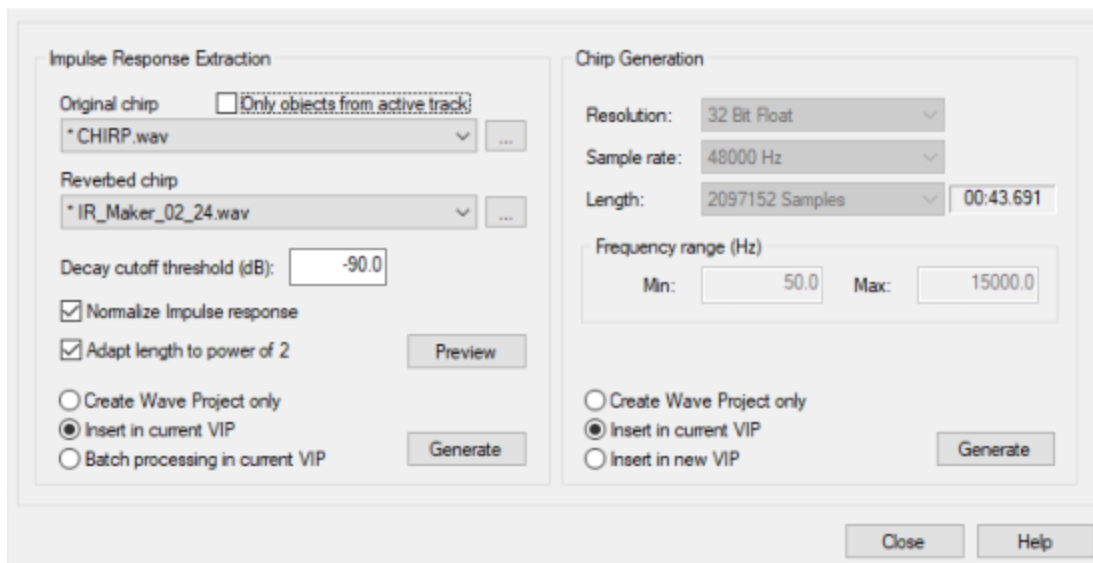 Impulse Response Extraction
Original chirp
Only objects from active track
* CHIRP.wav
...
Reverbed chirp
* IR_Maker_02_24.wav
...
Decay cutoff threshold (dB):
-90.0
Normalize Impulse response
Adapt length to power of 2
Preview
Create Wave Project only
Insert in current VIP
Batch processing in current VIP
Generate
Chirp Generation
Resolution:
32 Bit Float
Sample rate:
48000 Hz
Length:
2097152 Samples
00:43.691
Frequency range (Hz)
Min:
50.0
Max:
15000.0
Create Wave Project only
Insert in current VIP
Insert in new VIP
Generate
Close
Help